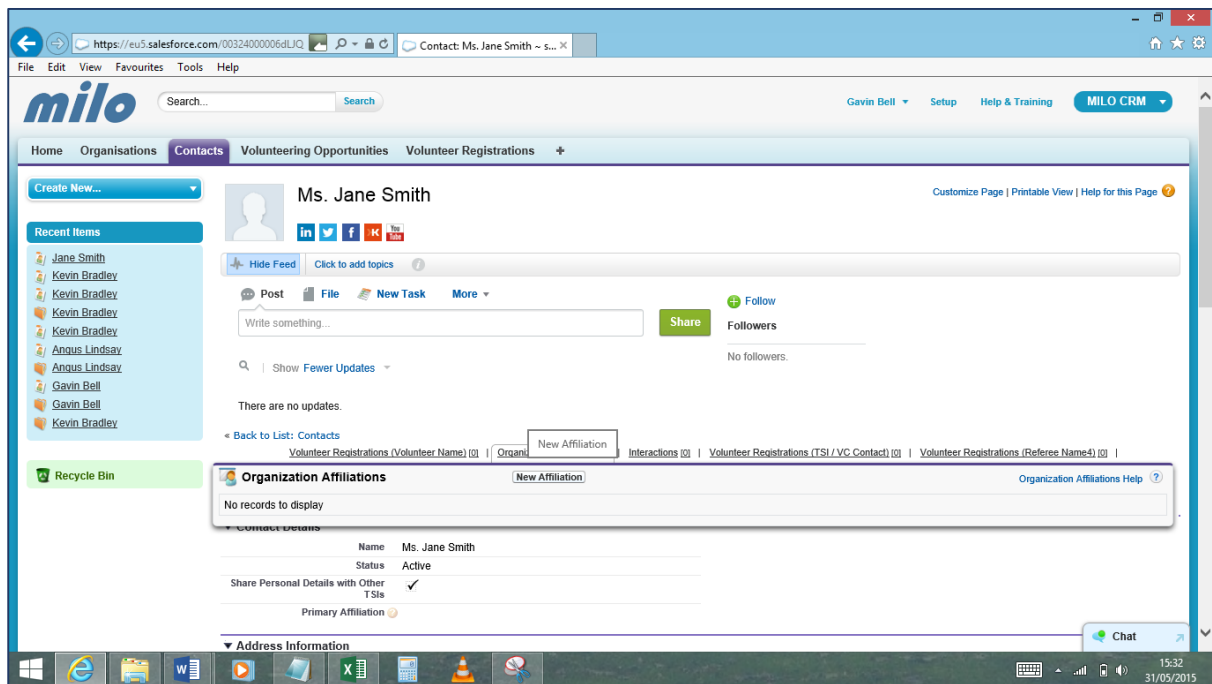 https://eu5.salesforce.com/00324000006dLJQ
Contact: Ms. Jane Smith ~ s... ×
File Edit View Favourites Tools Help
milo
Search... Search
Gavin Bell Setup Help & Training MILO CRM
Home Organisations Contacts Volunteering Opportunities Volunteer Registrations +
Create New...
Ms. Jane Smith
Customize Page | Printable View | Help for this Page ?
in f You Tube
Recent Items
Jane Smith
Kevin Bradley
Kevin Bradley
Kevin Bradley
Kevin Bradley
Angus Lindsay
Angus Lindsay
Gavin Bell
Gavin Bell
Kevin Bradley
Recycle Bin
Hide Feed Click to add topics i
Post File New Task More
Write something... Share
Follow
Followers
No followers.
Show Fewer Updates
There are no updates.
« Back to List: Contacts
New Affiliation
Volunteer Registrations (Volunteer Name) [0] | | Interactions [0] | Volunteer Registrations (TSI / VC Contact) [0] | Volunteer Registrations (Referee Name4) [0] |
Organization Affiliations New Affiliation Organization Affiliations Help ?
No records to display
Contact Details
Name Ms. Jane Smith
Status Active
Share Personal Details with Other TSIs ✓
Primary Affiliation
Address Information
Chat
15:32
31/05/2015